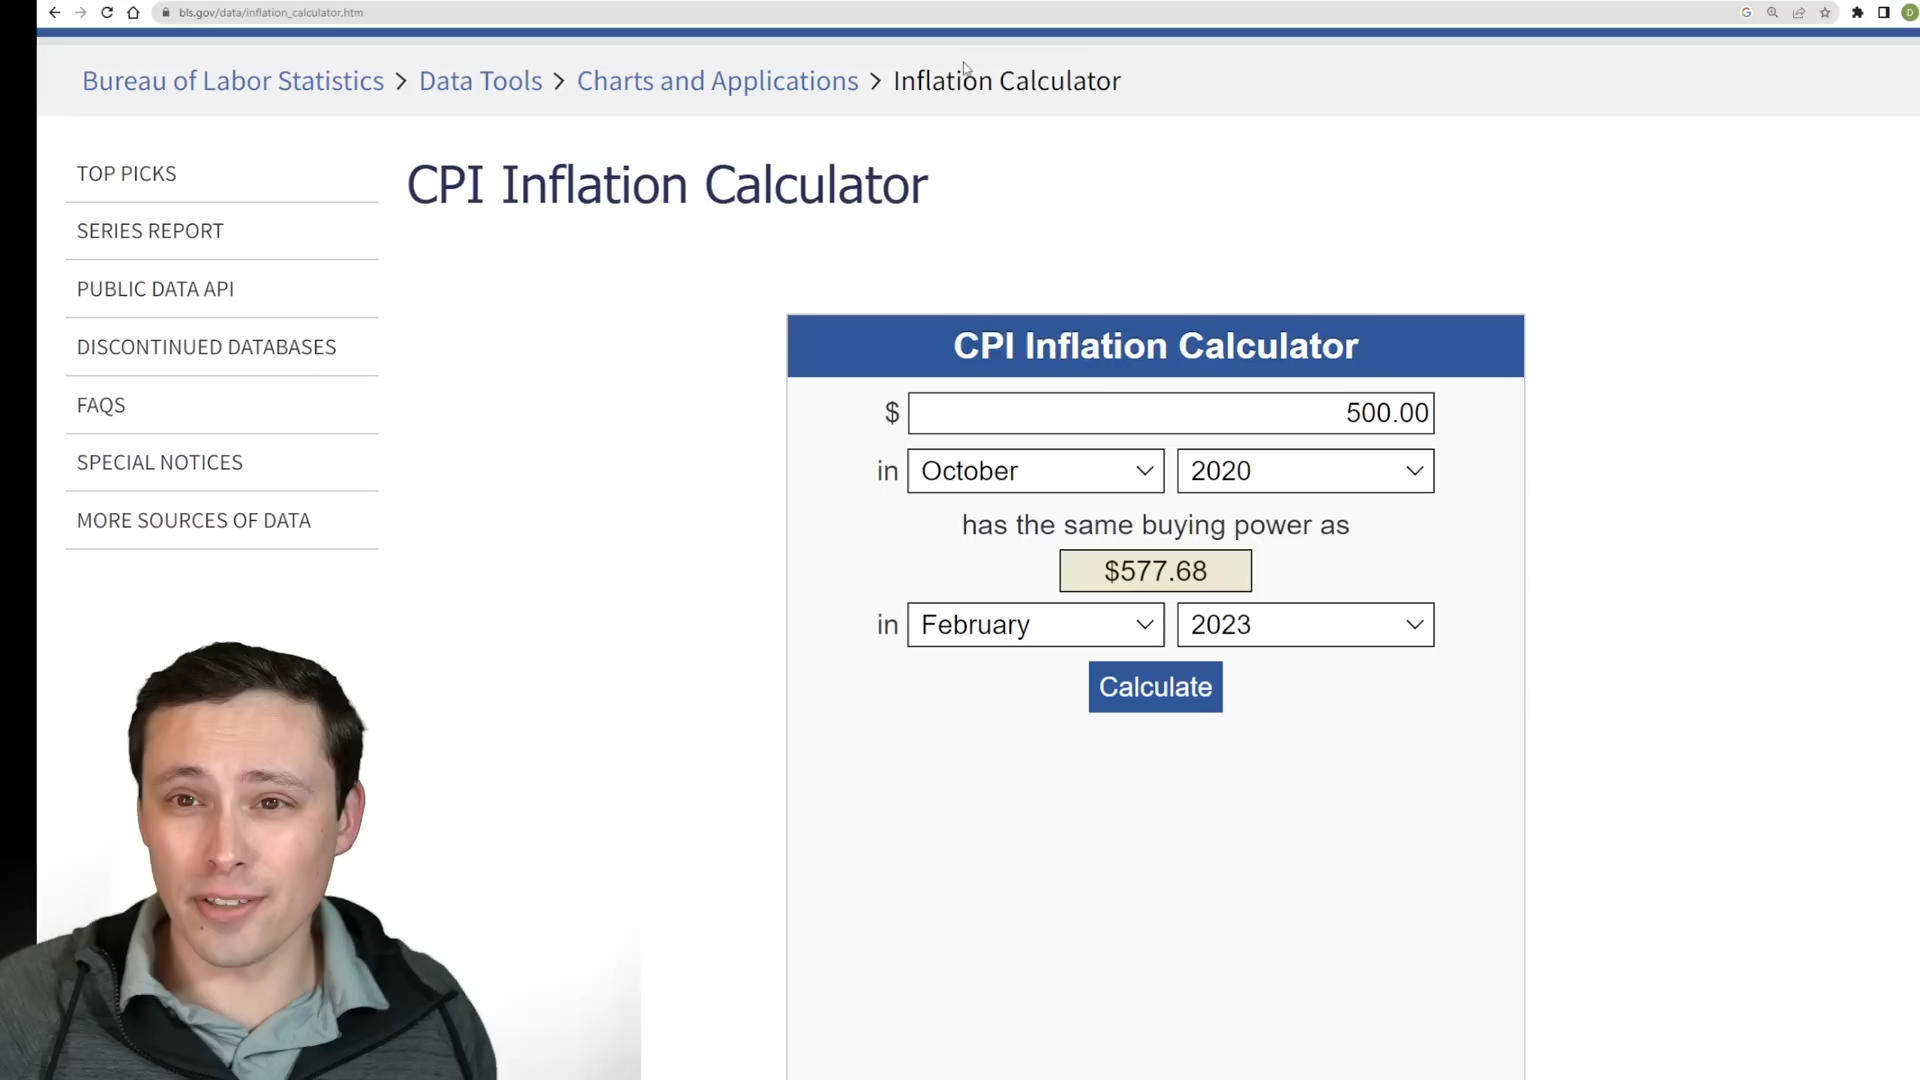 bls.gov/data/inflation_calculator.htm
G
D
Bureau of Labor Statistics > Data Tools > Charts and Applications > Inflation Calculator
TOP PICKS
SERIES REPORT
PUBLIC DATA API
DISCONTINUED DATABASES
FAQS
SPECIAL NOTICES
MORE SOURCES OF DATA
CPI Inflation Calculator
CPI Inflation Calculator
$ 500.00
in October 2020
has the same buying power as
$577.68
in February 2023
Calculate